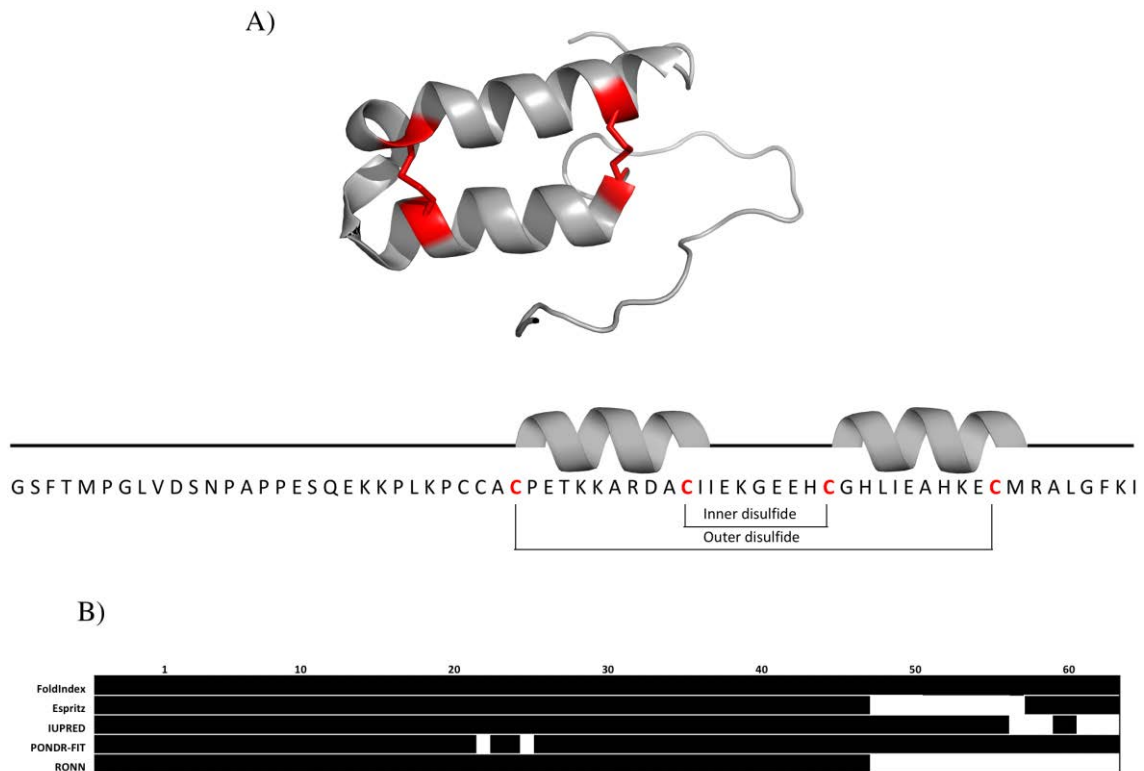 A)
GSFTMPGLVDSNPAPPESQEKKPLKPCCACPETKKARDACIIEKGEEHCGHLIEAHKECMRALGFKI
Inner disulfide
Outer disulfide
B)
1 10 20 30 40 50 60
FoldIndex
Espritz
IUPRED
PONDR-FIT
RONN